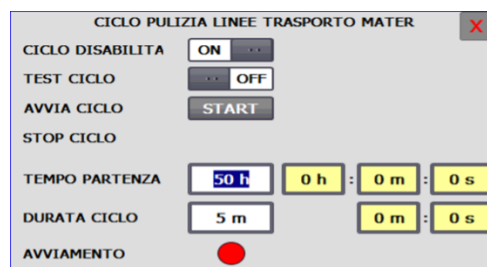 CICLO PULIZIA LINEE TRASPORTO MATER X
CICLO DISABILITA ON
TEST CICLO OFF
AVVIA CICLO START
STOP CICLO
TEMPO PARTENZA 50 h 0 h : 0 m : 0 s
DURATA CICLO 5 m 0 m : 0 s
AVVIAMENTO